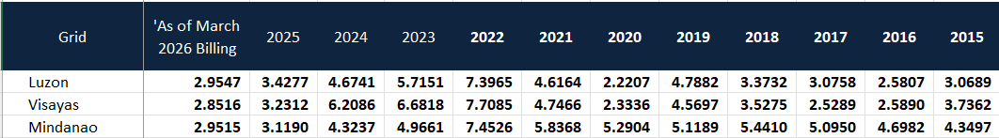 Grid 'As of March 2026 Billing 2025 2024 2023 2022 2021 2020 2019 2018 2017 2016 2015
Luzon 2.9547 3.4277 4.6741 5.7151 7.3965 4.6164 2.2207 4.7882 3.3732 3.0758 2.5807 3.0689
Visayas 2.8516 3.2312 6.2086 6.6818 7.7085 4.7466 2.3336 4.5697 3.5275 2.5289 2.5890 3.7362
Mindanao 2.9515 3.1190 4.3237 4.9661 7.4526 5.8368 5.2904 5.1189 5.4410 5.0950 4.6982 4.3497